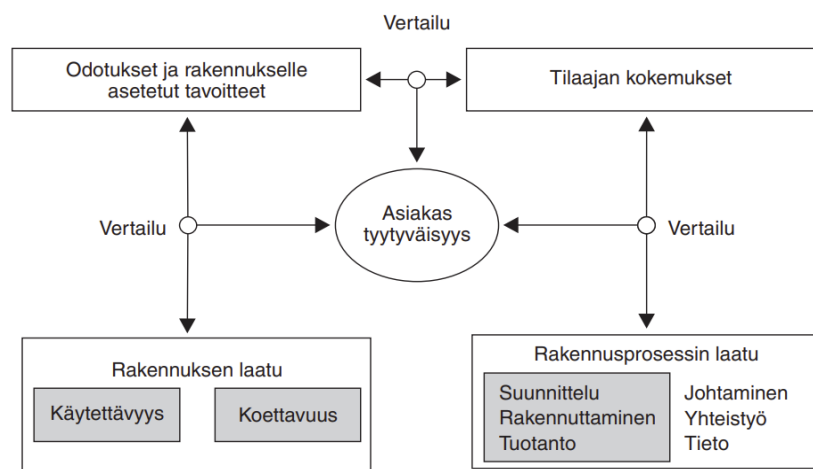 Vertailu
Odotukset ja rakennukselle
asetetut tavoitteet
Tilaajan kokemukset
Asiakas
tyytyväisyys
Vertailu
Vertailu
Rakennuksen laatu
Käytettävyys
Koettavuus
Rakennusprosessin laatu
Suunnittelu
Rakennuttaminen
Tuotanto
Johtaminen
Yhteistyö
Tieto